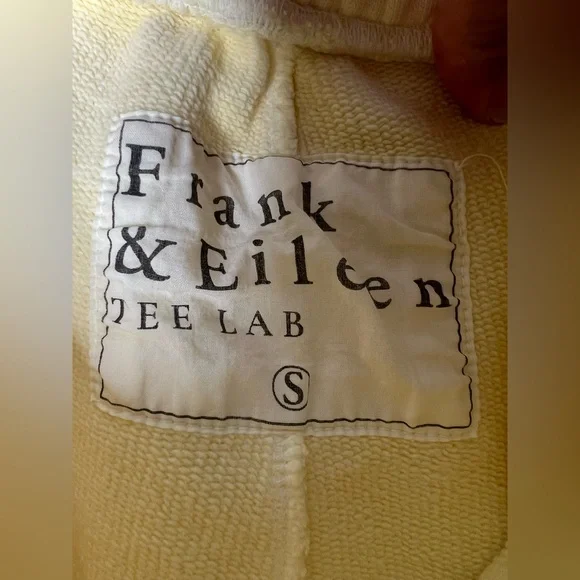 Frank
& Eileen
TEE LAB
S